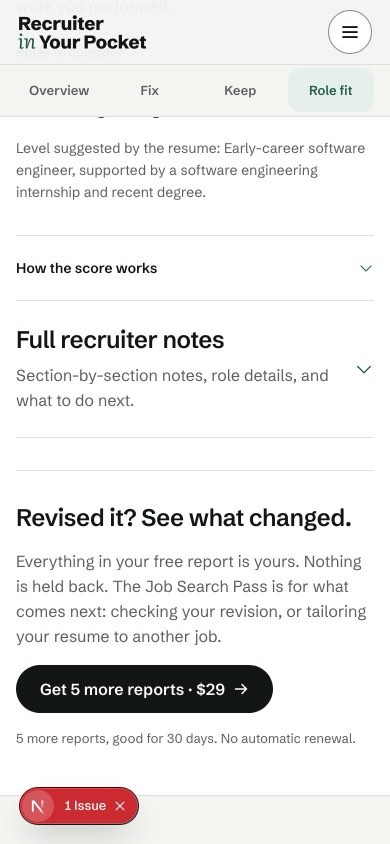 work you performed..
Recruiter
in Your Pocket
Overview
Fix
Keep
Role fit
Level suggested by the resume: Early-career software
engineer, supported by a software engineering
internship and recent degree.
How the score works
Full recruiter notes
Section-by-section notes, role details, and
what to do next.
Revised it? See what changed.
Everything in your free report is yours. Nothing
is held back. The Job Search Pass is for what
comes next: checking your revision, or tailoring
your resume to another job.
Get 5 more reports · $29 →
5 more reports, good for 30 days. No automatic renewal.
N
1 Issue